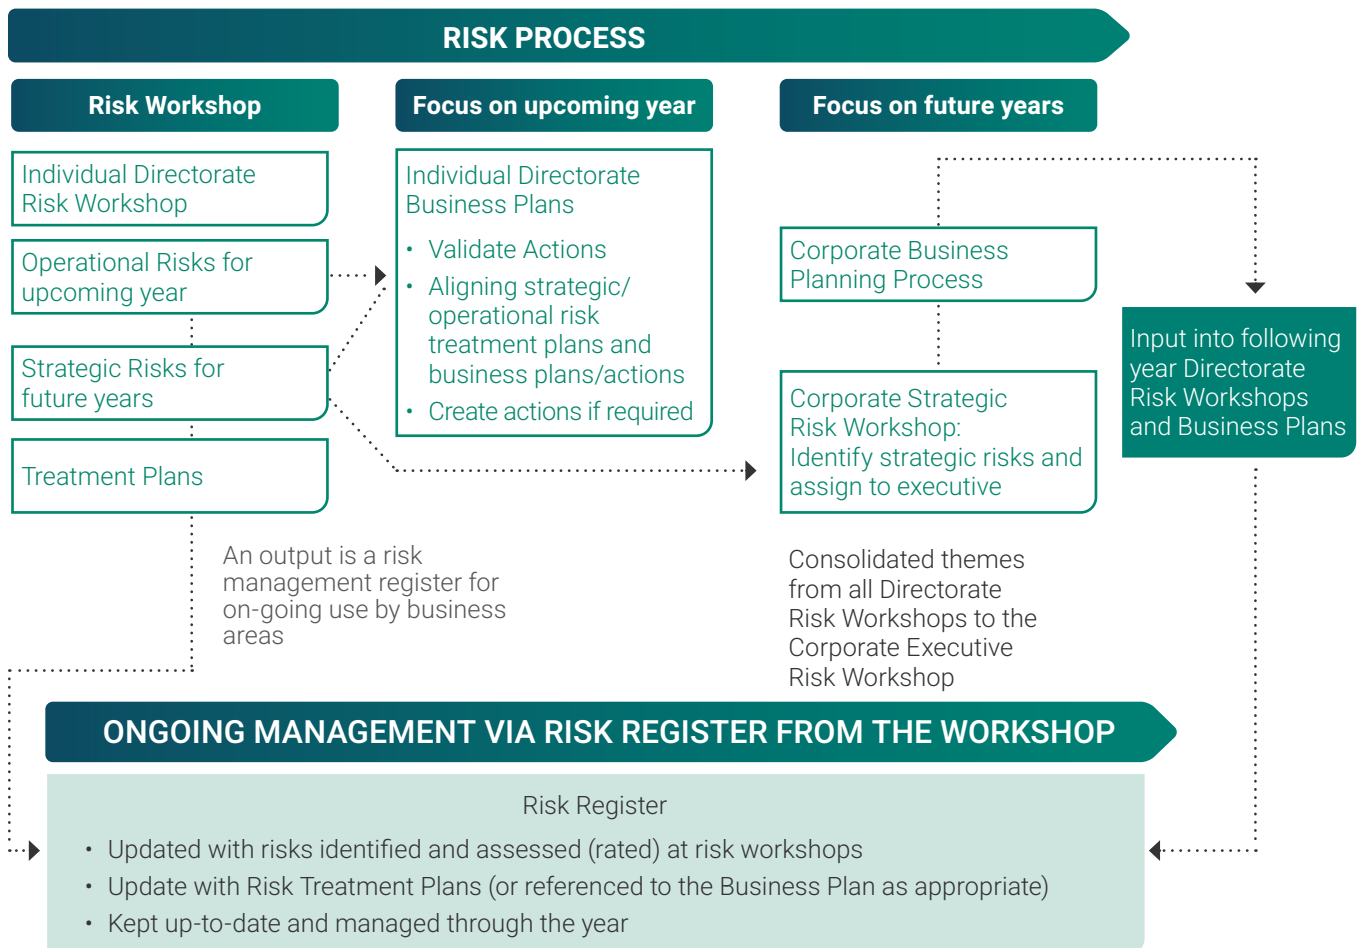 RISK PROCESS
Risk Workshop
Individual Directorate
Risk Workshop
Operational Risks for
upcoming year
Strategic Risks for
future years
Treatment Plans
An output is a risk
management register for
on-going use by business
areas
Focus on upcoming year
Individual Directorate
Business Plans
• Validate Actions
• Aligning strategic/
operational risk
treatment plans and
business plans/actions
• Create actions if required
Focus on future years
Corporate Business
Planning Process
Corporate Strategic
Risk Workshop:
Identify strategic risks and
assign to executive
Consolidated themes
from all Directorate
Risk Workshops to the
Corporate Executive
Risk Workshop
Input into following
year Directorate
Risk Workshops
and Business Plans
ONGOING MANAGEMENT VIA RISK REGISTER FROM THE WORKSHOP
Risk Register
• Updated with risks identified and assessed (rated) at risk workshops
• Update with Risk Treatment Plans (or referenced to the Business Plan as appropriate)
• Kept up-to-date and managed through the year